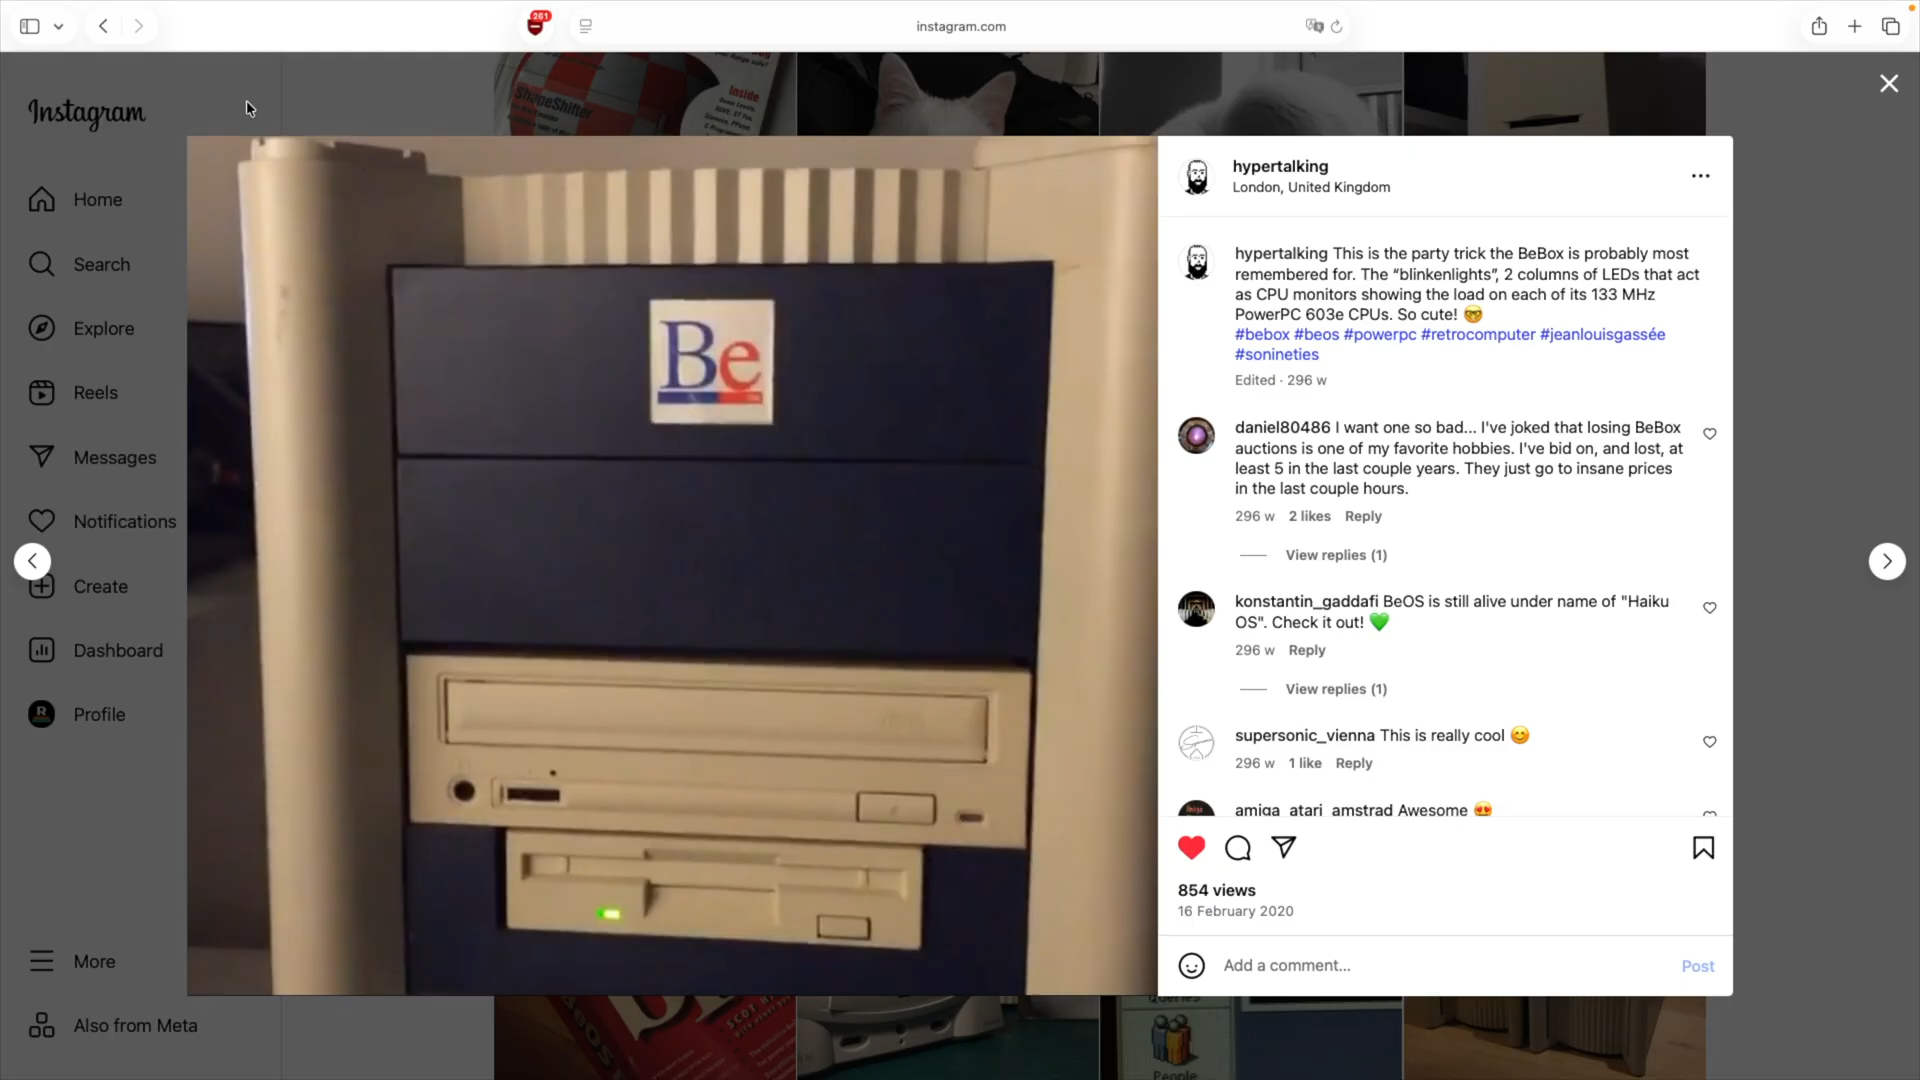 261
instagram.com
ShapeShifter
Inside
Instagram
Home
Search
Explore
Reels
Messages
Notifications
Create
Dashboard
Profile
More
Also from Meta
Be
hypertalking
London, United Kingdom
hypertalking This is the party trick the BeBox is probably most
remembered for. The “blinkenlights”, 2 columns of LEDs that act
as CPU monitors showing the load on each of its 133 MHz
PowerPC 603e CPUs. So cute! 🤓
#bebox #beos #powerpc #retrocomputer #jeanlouisgassée
#sonineties
Edited · 296 w
daniel80486 I want one so bad... I've joked that losing BeBox
auctions is one of my favorite hobbies. I've bid on, and lost, at
least 5 in the last couple years. They just go to insane prices
in the last couple hours.
296 w 2 likes Reply
View replies (1)
konstantin_gaddafi BeOS is still alive under name of "Haiku
OS". Check it out! 💚
296 w Reply
View replies (1)
supersonic_vienna This is really cool 😊
296 w 1 like Reply
amiga_atari_amstrad Awesome 😍
854 views
16 February 2020
Add a comment...
Post
BeOS
SCOT
Queries
People